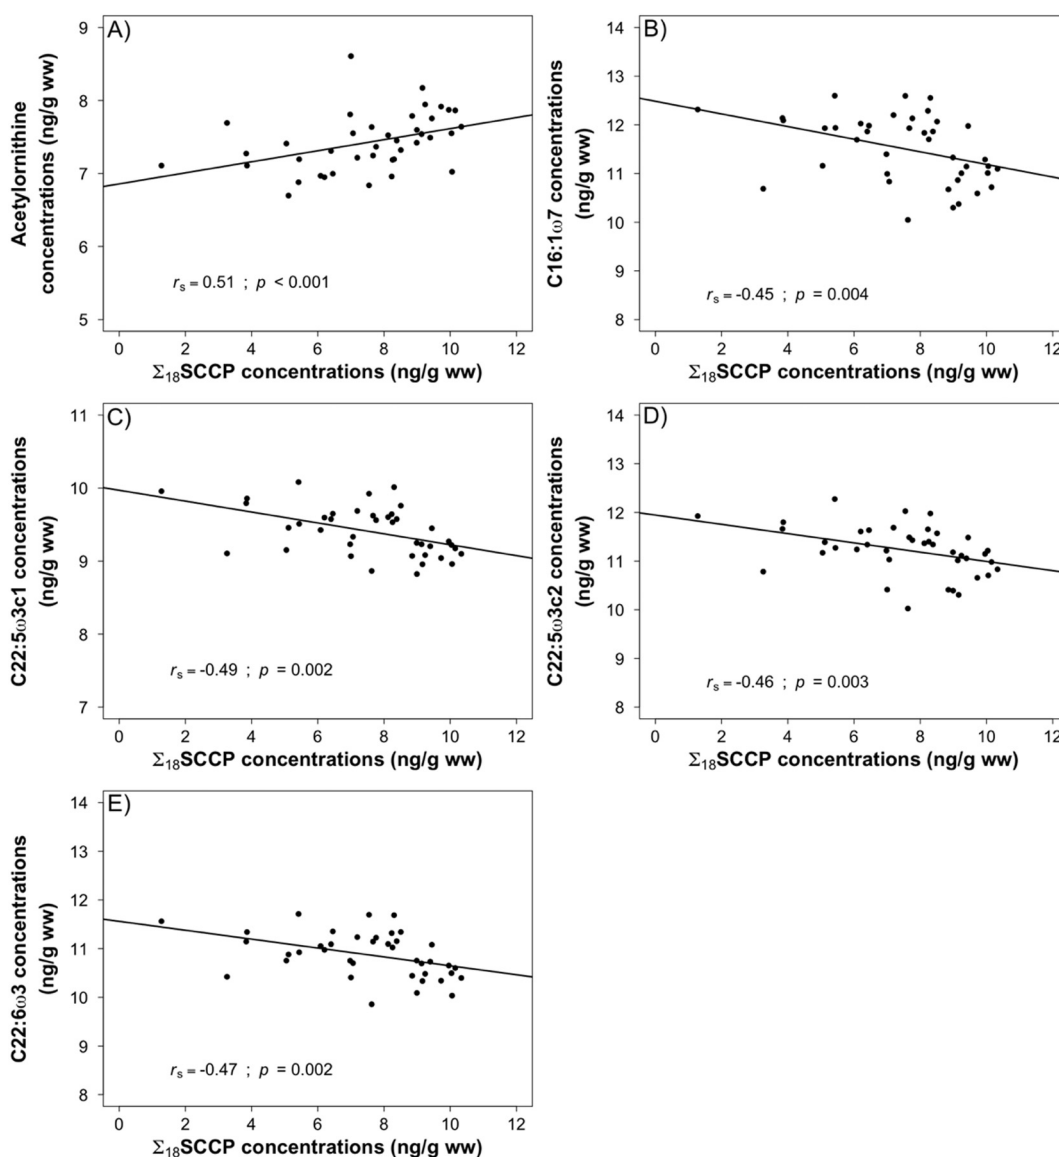 A)
Acetylornithine
concentrations (ng/g ww)
9
8
7
6
5
r_s = 0.51 ; p < 0.001
0 2 4 6 8 10 12
Σ₁₈SCCP concentrations (ng/g ww)
B)
C16:1ω7 concentrations
(ng/g ww)
14
13
12
11
10
9
8
r_s = -0.45 ; p = 0.004
0 2 4 6 8 10 12
Σ₁₈SCCP concentrations (ng/g ww)
C)
C22:5ω3c1 concentrations
(ng/g ww)
11
10
9
8
7
r_s = -0.49 ; p = 0.002
0 2 4 6 8 10 12
Σ₁₈SCCP concentrations (ng/g ww)
D)
C22:5ω3c2 concentrations
(ng/g ww)
14
13
12
11
10
9
8
r_s = -0.46 ; p = 0.003
0 2 4 6 8 10 12
Σ₁₈SCCP concentrations (ng/g ww)
E)
C22:6ω3 concentrations
(ng/g ww)
14
13
12
11
10
9
8
r_s = -0.47 ; p = 0.002
0 2 4 6 8 10 12
Σ₁₈SCCP concentrations (ng/g ww)